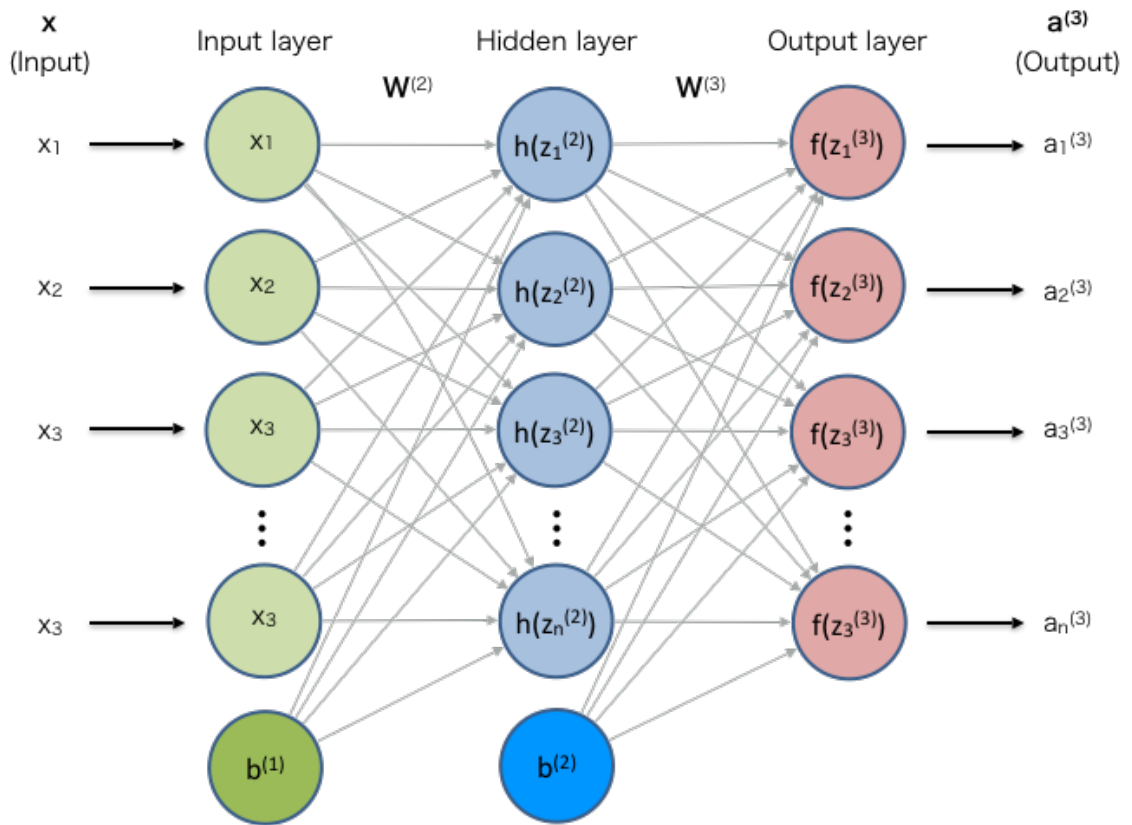 x
(Input)
Input layer
Hidden layer
Output layer
a⁽³⁾
(Output)
W⁽²⁾
W⁽³⁾
x₁
x₁
h(z₁⁽²⁾)
f(z₁⁽³⁾)
a₁⁽³⁾
x₂
x₂
h(z₂⁽²⁾)
f(z₂⁽³⁾)
a₂⁽³⁾
x₃
x₃
h(z₃⁽²⁾)
f(z₃⁽³⁾)
a₃⁽³⁾
x₃
x₃
h(zₙ⁽²⁾)
f(z₃⁽³⁾)
aₙ⁽³⁾
b⁽¹⁾
b⁽²⁾